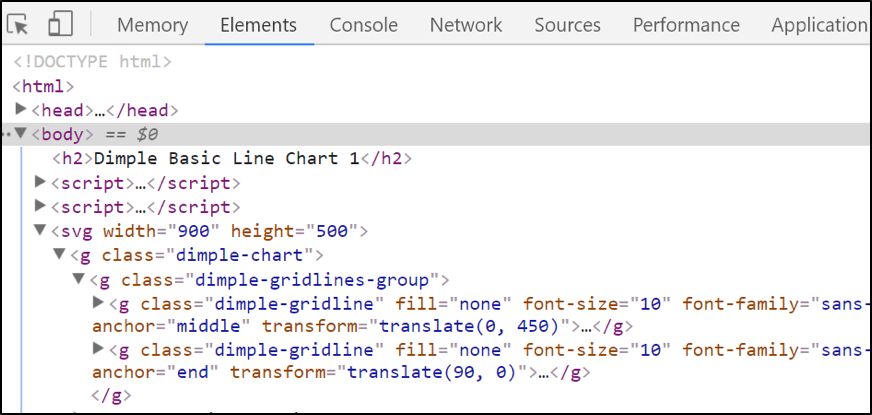 Memory Elements Console Network Sources Performance Application
<!DOCTYPE html>
<html>
▶<head>…</head>
··▼<body> == $0
<h2>Dimple Basic Line Chart 1</h2>
▶<script>…</script>
▶<script>…</script>
▼<svg width="900" height="500">
▼<g class="dimple-chart">
▼<g class="dimple-gridlines-group">
▶<g class="dimple-gridline" fill="none" font-size="10" font-family="sans-
anchor="middle" transform="translate(0, 450)">…</g>
▶<g class="dimple-gridline" fill="none" font-size="10" font-family="sans-
anchor="end" transform="translate(90, 0)">…</g>
</g>